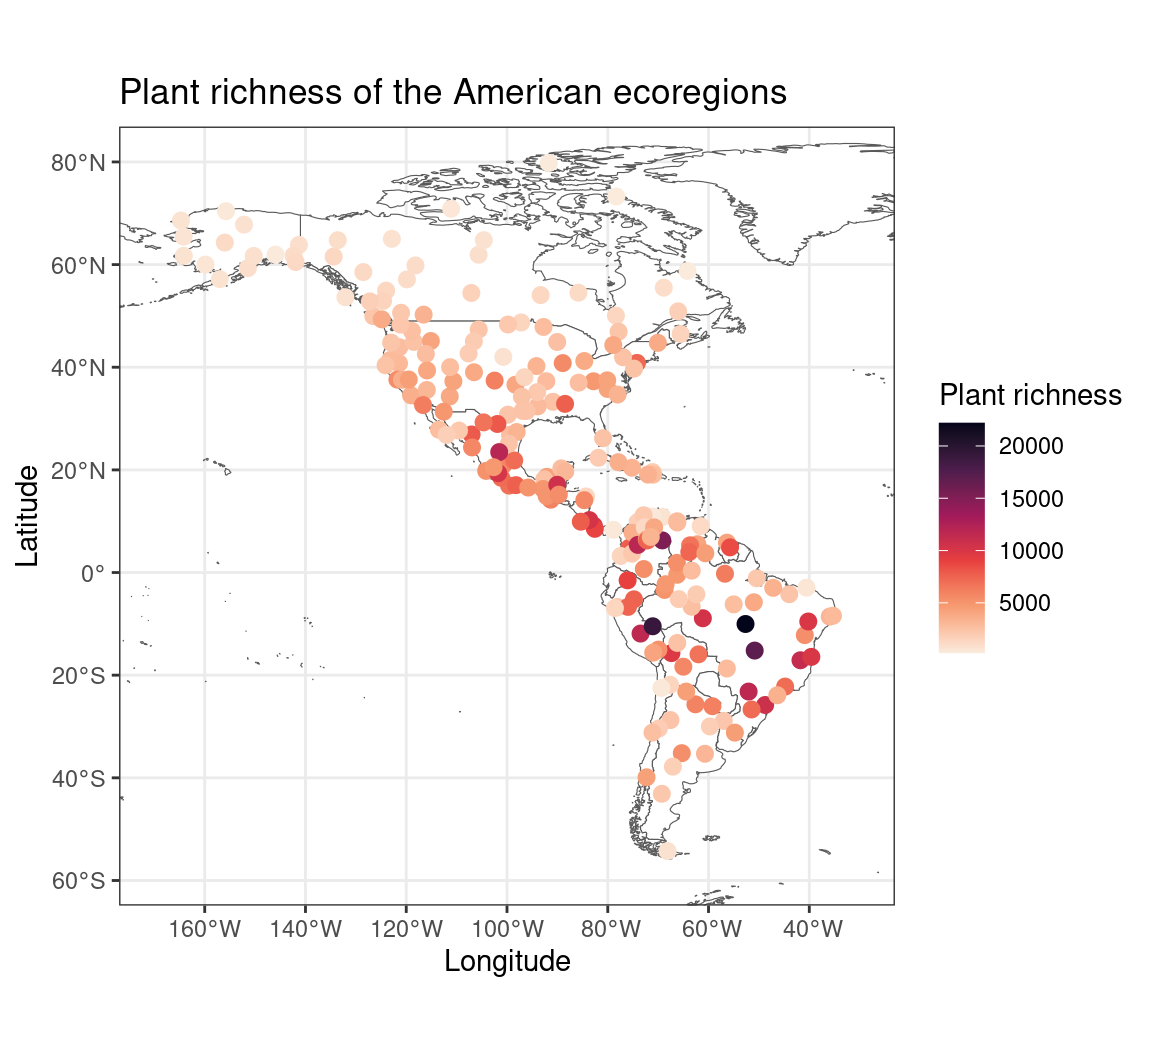 Plant richness of the American ecoregions
80°N
60°N
40°N
20°N
0°
20°S
40°S
60°S
Latitude
160°W 140°W 120°W 100°W 80°W 60°W 40°W
Longitude
Plant richness
20000
15000
10000
5000